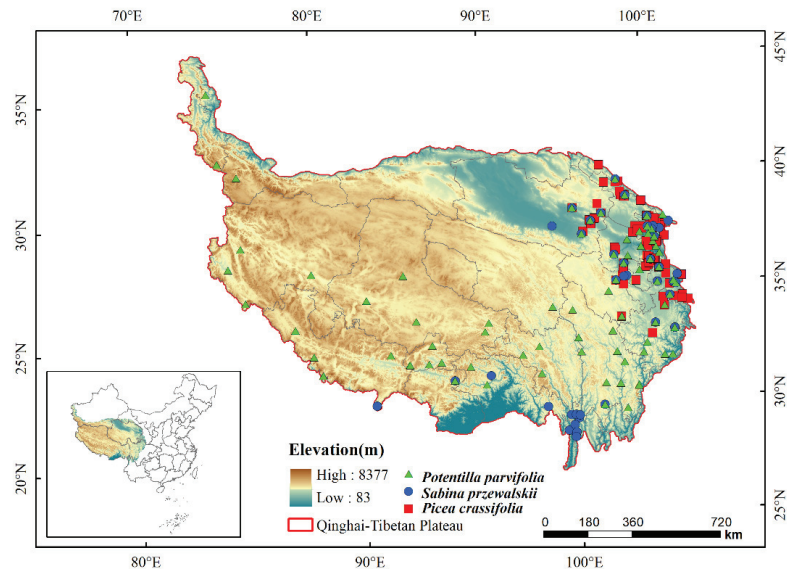 70°E 80°E 90°E 100°E
45°N
35°N
40°N
30°N
35°N
25°N
30°N
20°N
25°N
Elevation(m)
High : 8377
Low : 83
Qinghai-Tibetan Plateau
Potentilla parvifolia
Sabina przewalskii
Picea crassifolia
0 180 360 720
km
80°E 90°E 100°E